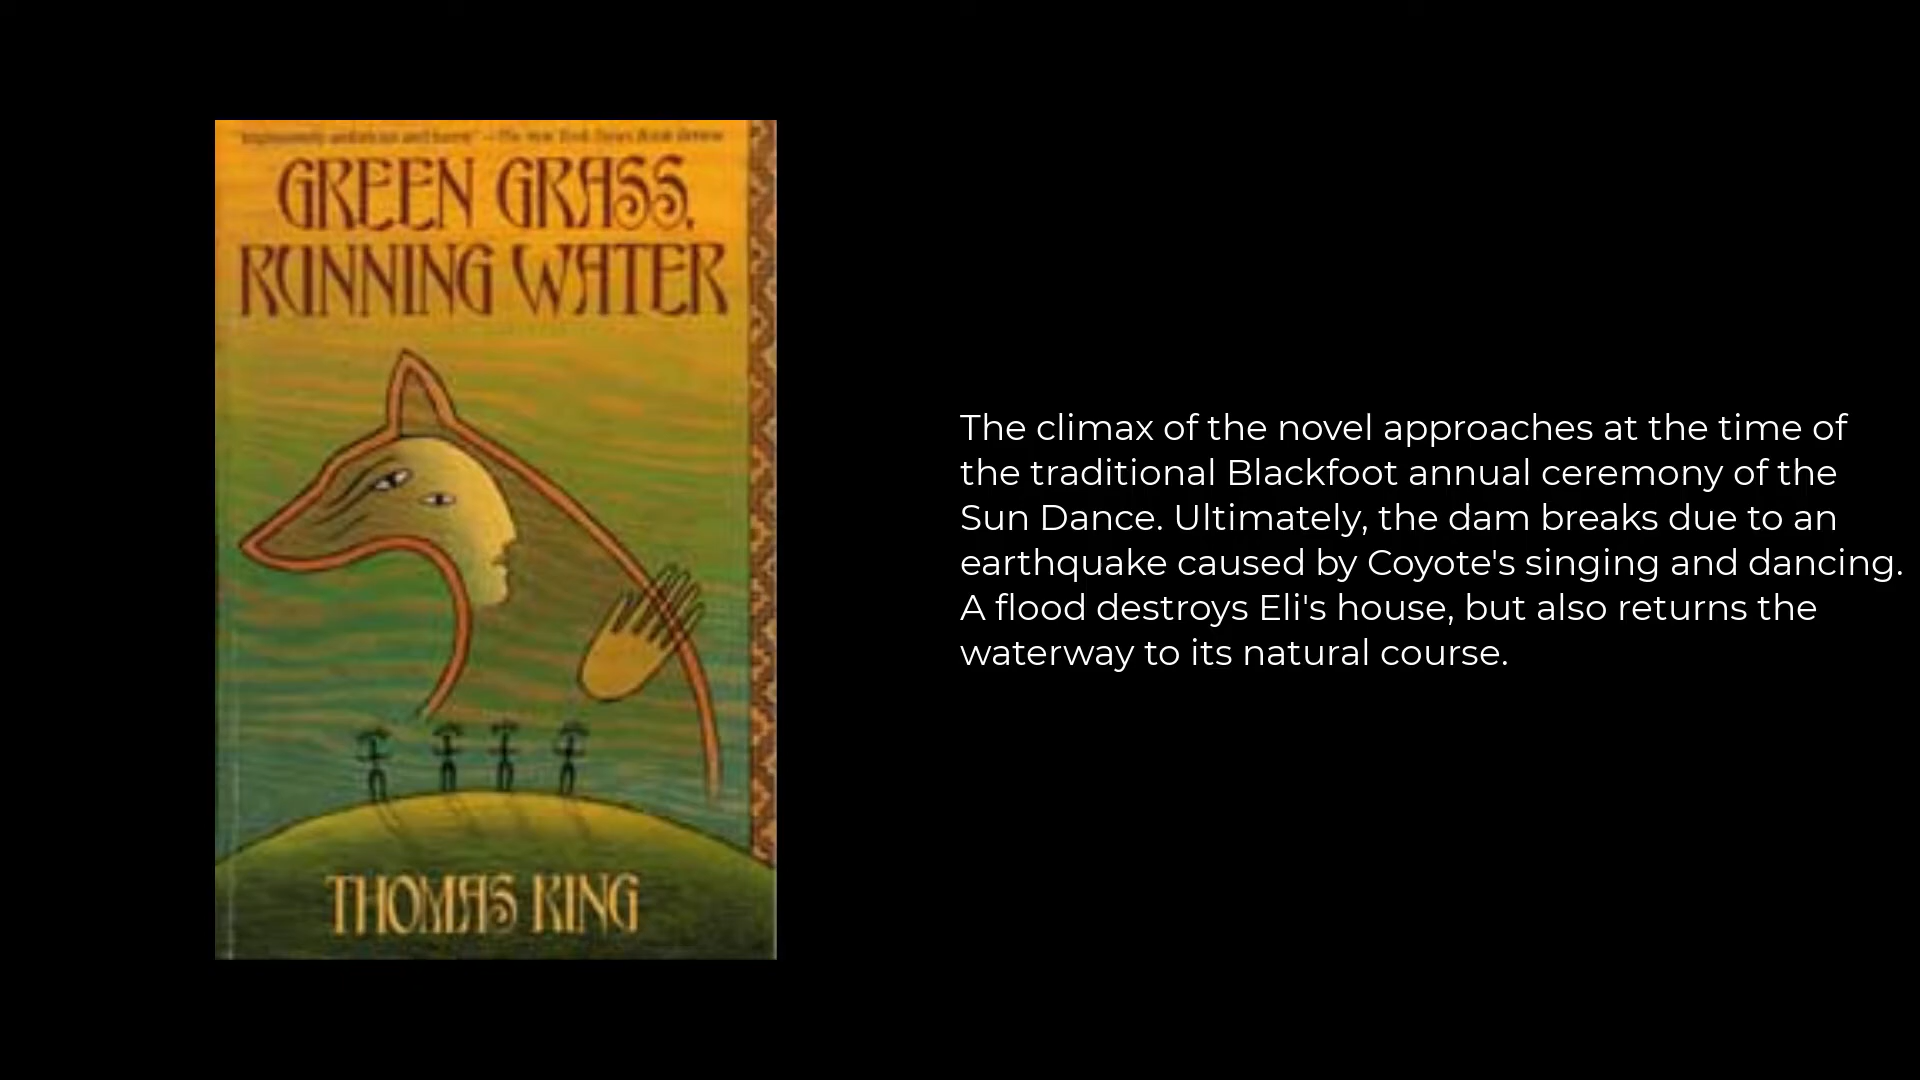 GREEN GRASS,
RUNNING WATER
THOMAS KING
The climax of the novel approaches at the time of
the traditional Blackfoot annual ceremony of the
Sun Dance. Ultimately, the dam breaks due to an
earthquake caused by Coyote's singing and dancing.
A flood destroys Eli's house, but also returns the
waterway to its natural course.